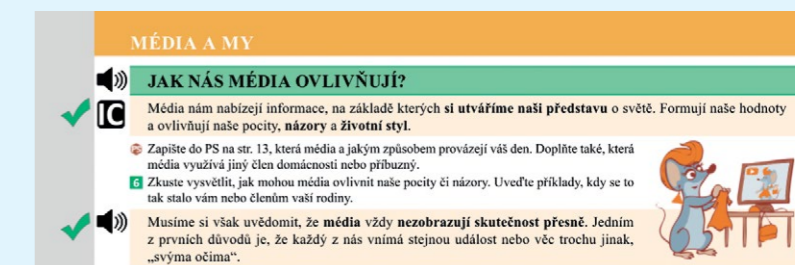 MÉDIA A MY
JAK NÁS MÉDIA OVLIVŇUJÍ?
IC
Média nám nabízejí informace, na základě kterých si utváříme naši představu o světě. Formují naše hodnoty
a ovlivňují naše pocity, názory a životní styl.
Zapište do PS na str. 13, která média a jakým způsobem provázejí váš den. Doplňte také, která
média využívá jiný člen domácnosti nebo příbuzný.
6 Zkuste vysvětlit, jak mohou média ovlivnit naše pocity či názory. Uveďte příklady, kdy se to
tak stalo vám nebo členům vaší rodiny.
Musíme si však uvědomit, že média vždy nezobrazují skutečnost přesně. Jedním
z prvních důvodů je, že každý z nás vnímá stejnou událost nebo věc trochu jinak,
„svýma očima“.